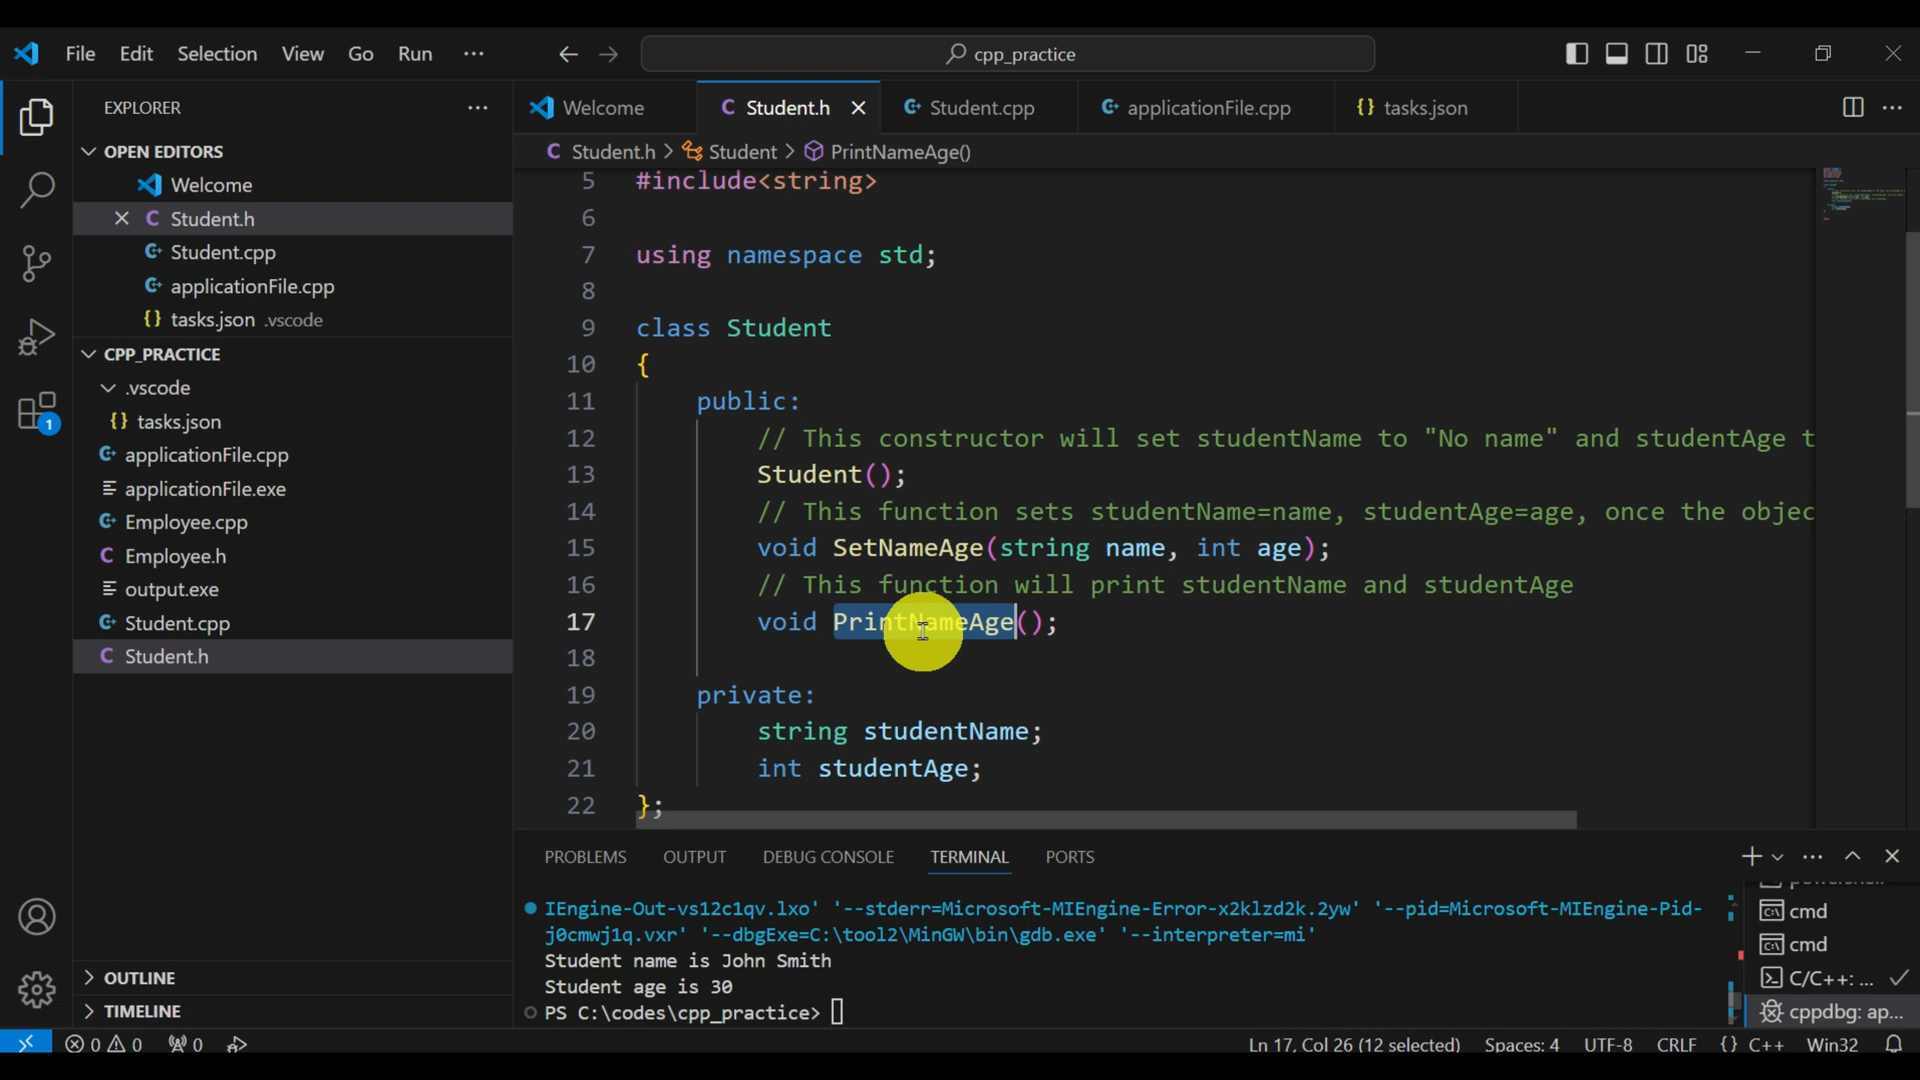 File Edit Selection View Go Run ···
cpp_practice
EXPLORER
OPEN EDITORS
Welcome
Student.h
Student.cpp
applicationFile.cpp
tasks.json .vscode
CPP_PRACTICE
.vscode
tasks.json
applicationFile.cpp
applicationFile.exe
Employee.cpp
Employee.h
output.exe
Student.cpp
Student.h
OUTLINE
TIMELINE
Welcome Student.h Student.cpp applicationFile.cpp tasks.json
Student.h > Student > PrintNameAge()
5 #include<string>
6
7 using namespace std;
8
9 class Student
10 {
11 public:
12 // This constructor will set studentName to "No name" and studentAge t
13 Student();
14 // This function sets studentName=name, studentAge=age, once the objec
15 void SetNameAge(string name, int age);
16 // This function will print studentName and studentAge
17 void PrintNameAge();
18
19 private:
20 string studentName;
21 int studentAge;
22 };
PROBLEMS OUTPUT DEBUG CONSOLE TERMINAL PORTS
IEngine-Out-vs12c1qv.lxo' '--stderr=Microsoft-MIEngine-Error-x2klzd2k.2yw' '--pid=Microsoft-MIEngine-Pid-
j0cmwj1q.vxr' '--dbgExe=C:\tool2\MinGW\bin\gdb.exe' '--interpreter=mi'
Student name is John Smith
Student age is 30
PS C:\codes\cpp_practice>
cmd
cmd
C/C++: ...
cppdbg: ap...
1
0 0 0
Ln 17, Col 26 (12 selected) Spaces: 4 UTF-8 CRLF {} C++ Win32